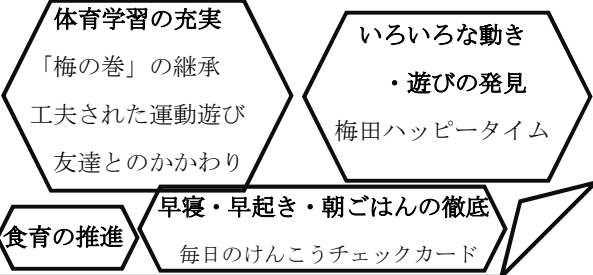 体育学習の充実
「梅の巻」の継承
工夫された運動遊び
友達とのかかわり
いろいろな動き
・遊びの発見
梅田ハッピータイム
食育の推進
早寝・早起き・朝ごはんの徹底
毎日のけんこうチェックカード